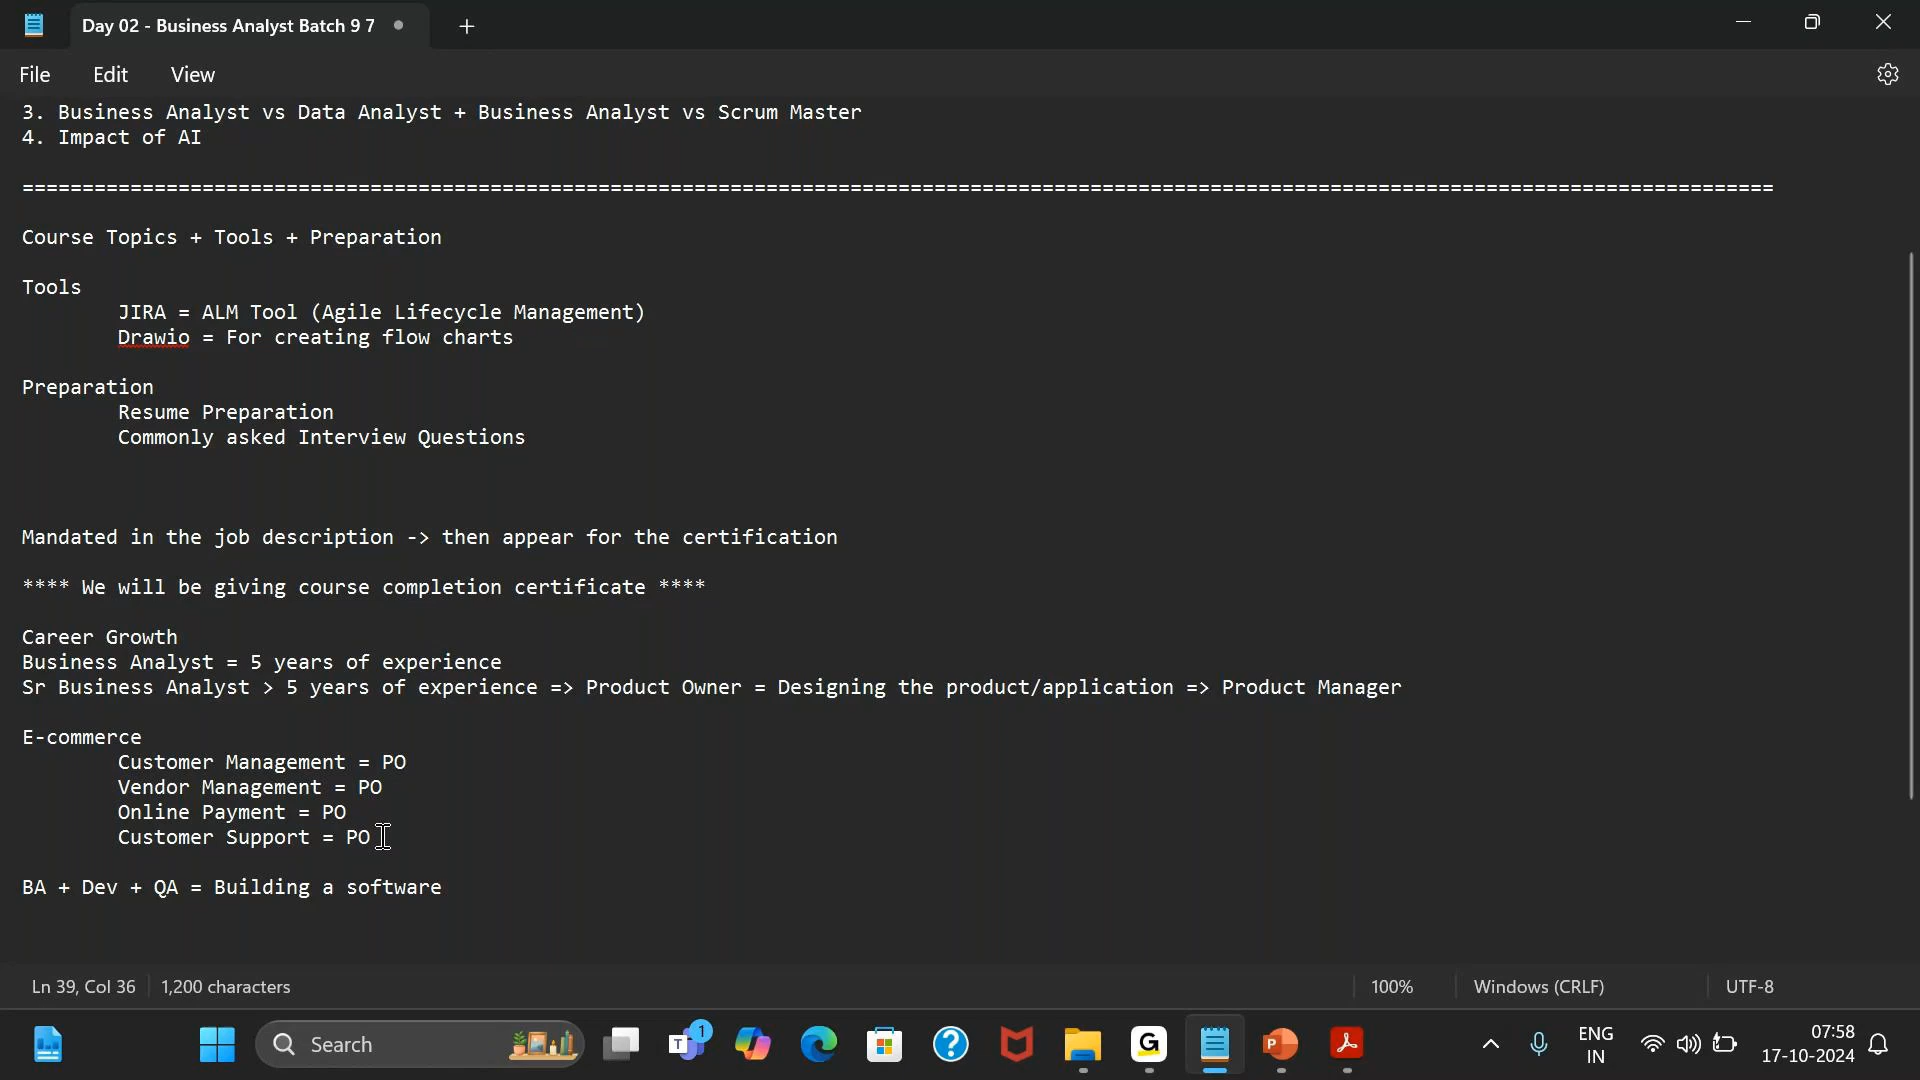 Day 02 - Business Analyst Batch 9 7
File Edit View
3. Business Analyst vs Data Analyst + Business Analyst vs Scrum Master
4. Impact of AI
==================================================================================================================================================
Course Topics + Tools + Preparation
Tools
JIRA = ALM Tool (Agile Lifecycle Management)
Drawio = For creating flow charts
Preparation
Resume Preparation
Commonly asked Interview Questions
Mandated in the job description -> then appear for the certification
**** We will be giving course completion certificate ****
Career Growth
Business Analyst = 5 years of experience
Sr Business Analyst > 5 years of experience => Product Owner = Designing the product/application => Product Manager
E-commerce
Customer Management = PO
Vendor Management = PO
Online Payment = PO
Customer Support = PO
BA + Dev + QA = Building a software
Ln 39, Col 36 1,200 characters 100% Windows (CRLF) UTF-8
Search
1
ENG
IN
07:58
17-10-2024